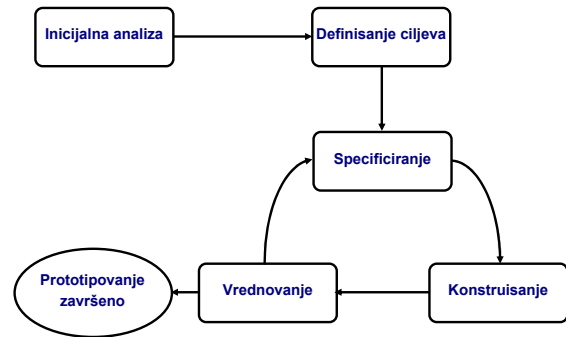 Inicijalna analiza
Definisanje ciljeva
Specificiranje
Prototipovanje
završeno
Vrednovanje
Konstruisanje